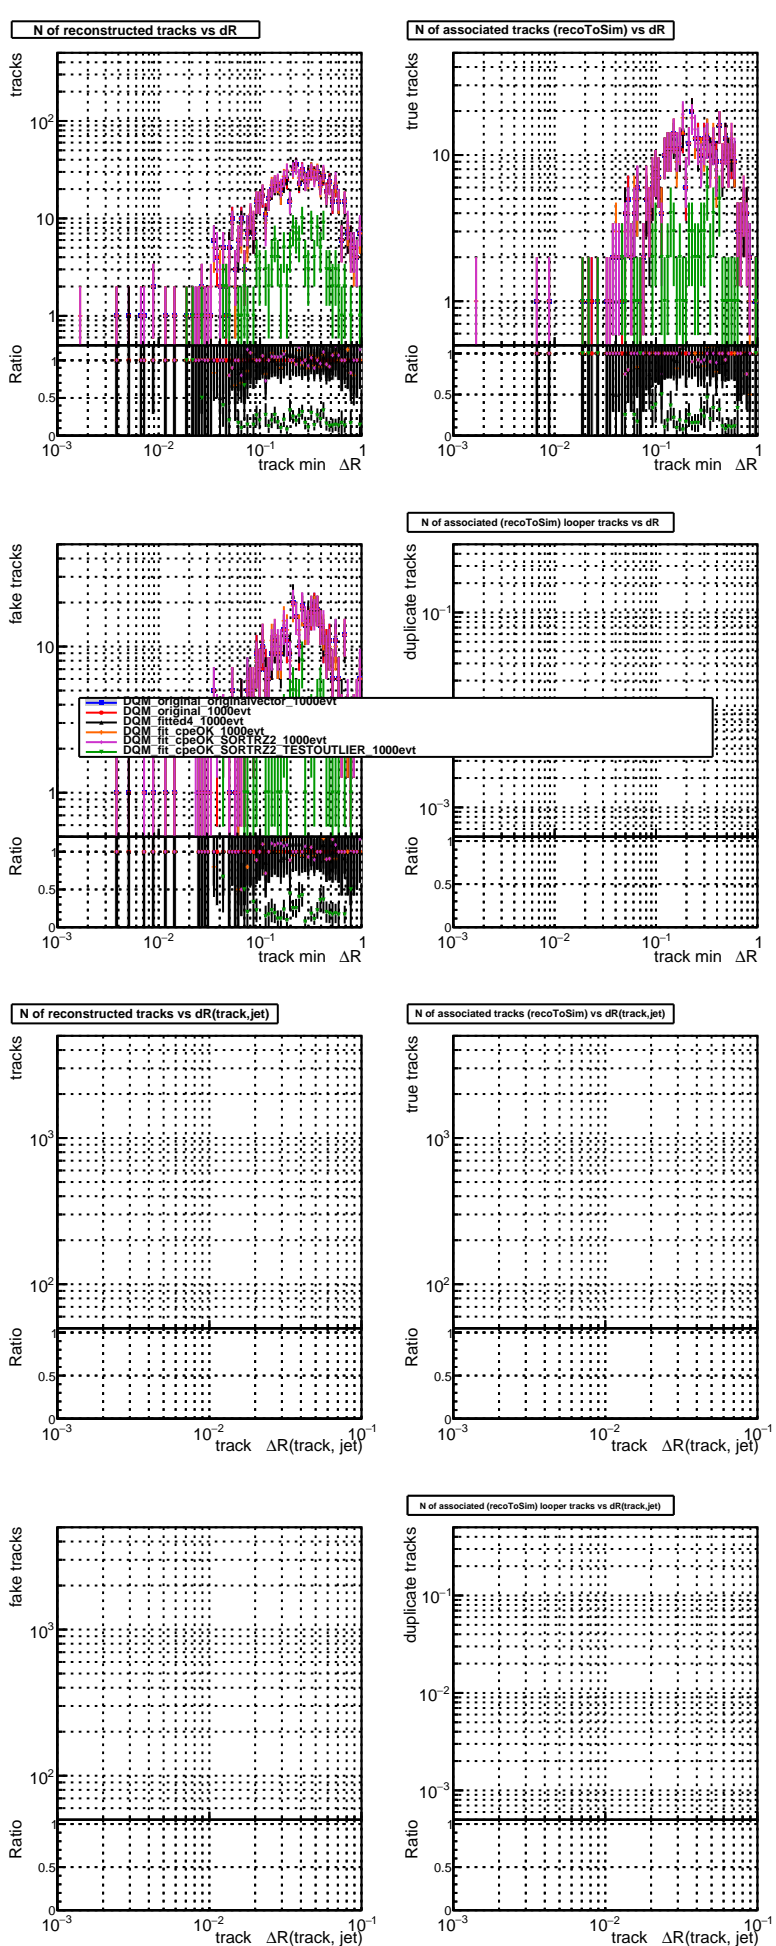 N of reconstructed tracks vs dR
N of associated tracks (recoToSim) vs dR
tracks
10²
10
1
Ratio
1
0.5
0
10⁻³ 10⁻² 10⁻¹ 1
track min ΔR
true tracks
10
1
Ratio
1
0.5
0
10⁻³ 10⁻² 10⁻¹ 1
track min ΔR
N of associated (recoToSim) looper tracks vs dR
fake tracks
10
1
Ratio
1
0.5
0
10⁻³ 10⁻² 10⁻¹ 1
track min ΔR
duplicate tracks
10⁻¹
10⁻³
Ratio
1
0.5
0
10⁻³ 10⁻² 10⁻¹ 1
track min ΔR
DQM_original_originalvector_1000evt
DQM_original_1000evt
DQM_fitted4_1000evt
DQM_fit_cpeOK_1000evt
DQM_fit_cpeOK_SORTRZ2_1000evt
DQM_fit_cpeOK_SORTRZ2_TESTOUTLIER_1000evt
N of reconstructed tracks vs dR(track,jet)
N of associated tracks (recoToSim) vs dR(track,jet)
tracks
10³
10²
Ratio
1
0.5
0
10⁻³ 10⁻² 10⁻¹
track ΔR(track, jet)
true tracks
10³
10²
Ratio
1
0.5
0
10⁻³ 10⁻² 10⁻¹
track ΔR(track, jet)
N of associated (recoToSim) looper tracks vs dR(track,jet)
fake tracks
10³
10²
Ratio
1
0.5
0
10⁻³ 10⁻² 10⁻¹
track ΔR(track, jet)
duplicate tracks
10⁻¹
10⁻²
10⁻³
Ratio
1
0.5
0
10⁻³ 10⁻² 10⁻¹
track ΔR(track, jet)